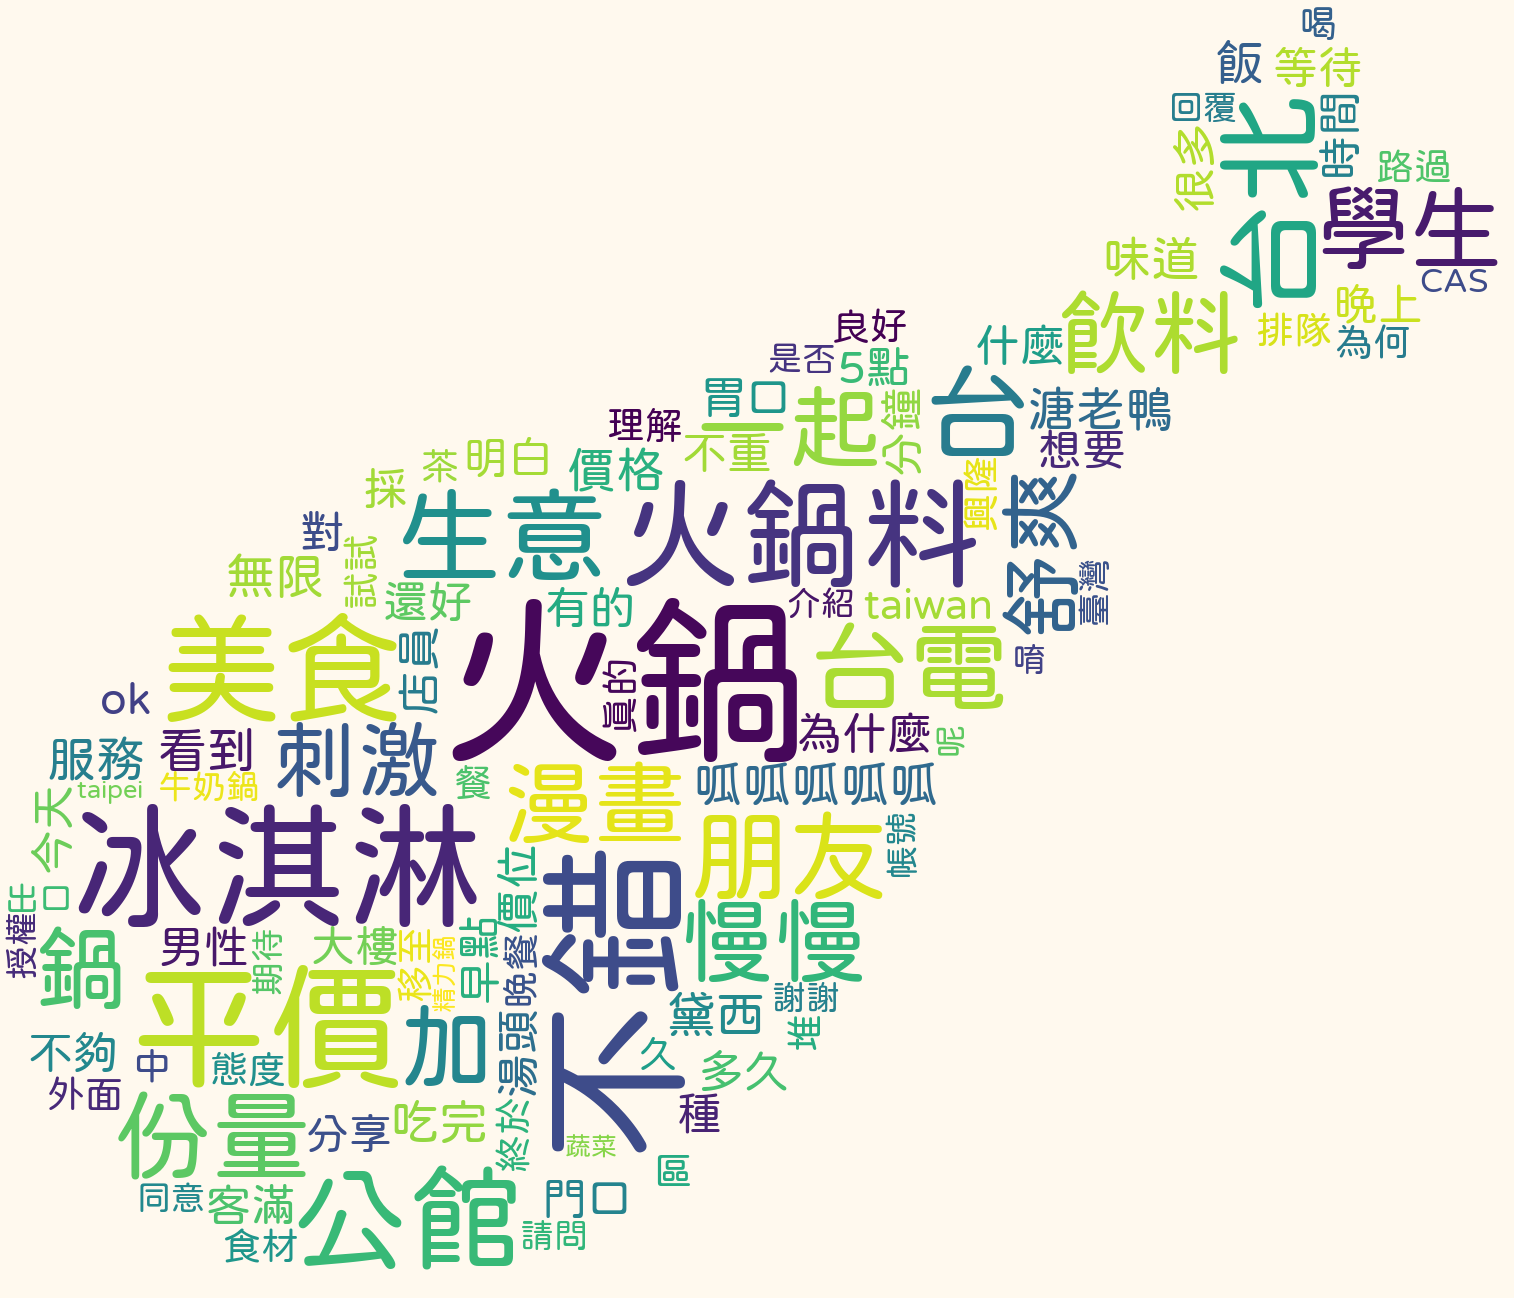 喝
飯
等待
回覆
台北
時間
很多
路過
學生
味道
CAS
飲料
晚上
排隊
為何
良好
什麼
是否
5點
胃口
一起
台
溏老鴨
理解
分鐘
不重
想要
明白
茶
價格
採
生意
火鍋料
興隆
舒爽
對
試試
無限
還好
有的
介紹
taiwan
臺灣
美食
店員
火鍋
真的
台電
唷
ok
看到
刺激
為什麼
呢
服務
taipei
牛奶鍋
餐
漫畫
呱呱呱呱呱
今天
冰淇淋
朋友
帳號
價位
不錯
授權
鍋
男性
期待
大樓
移至
精力鍋
早點
晚餐
慢慢
平價
加
湯頭
黛西
謝謝
堆
不夠
中
態度
久
多久
外面
份量
分享
吃完
終於
蔬菜
種
區
同意
客滿
公館
門口
食材
請問